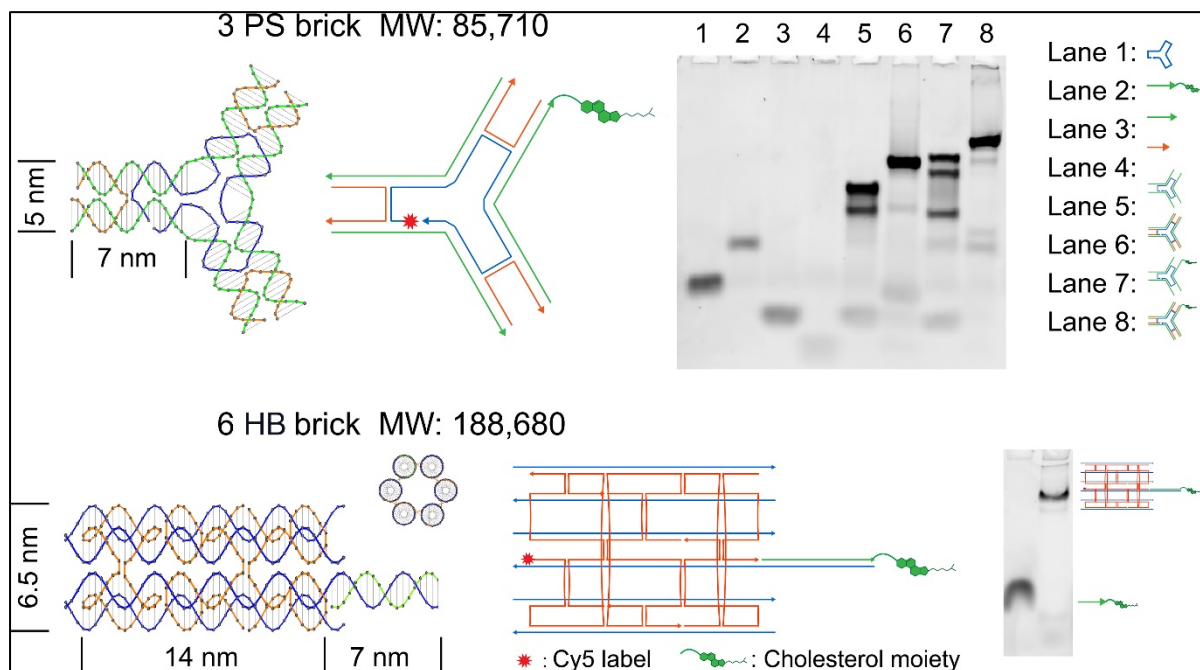 3 PS brick MW: 85,710
5 nm
7 nm
1 2 3 4 5 6 7 8
Lane 1:
Lane 2:
Lane 3:
Lane 4:
Lane 5:
Lane 6:
Lane 7:
Lane 8:
6 HB brick MW: 188,680
6.5 nm
14 nm
7 nm
: Cy5 label
: Cholesterol moiety